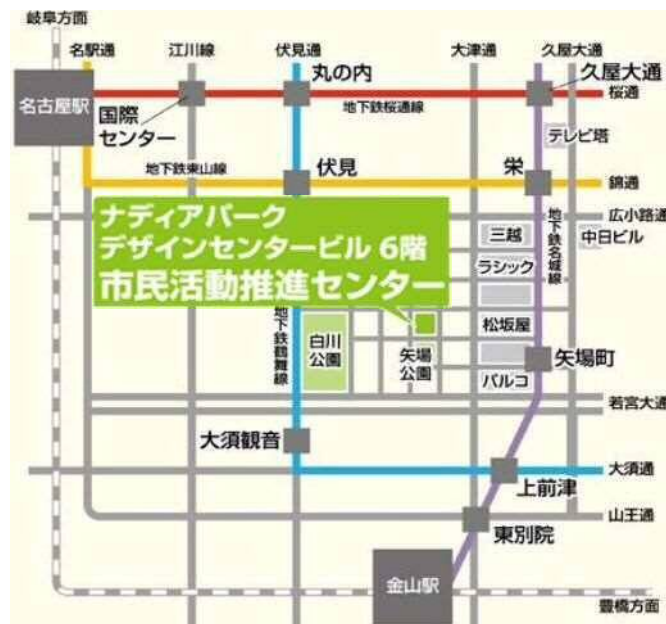 岐阜方面
名駅通
江川線
伏見通
大津通
久屋大通
丸の内
久屋大通
名古屋駅
桜通
国際
センター
地下鉄桜通線
テレビ塔
地下鉄東山線
伏見
栄
錦通
ナディアパーク
デザインセンタービル 6階
市民活動推進センター
広小路通
三越
中日ビル
地下鉄名城線
ラシック
地下鉄鶴舞線
白川
公園
矢場
公園
松坂屋
矢場町
パルコ
若宮大通
大須観音
大須通
上前津
山王通
東別院
金山駅
豊橋方面